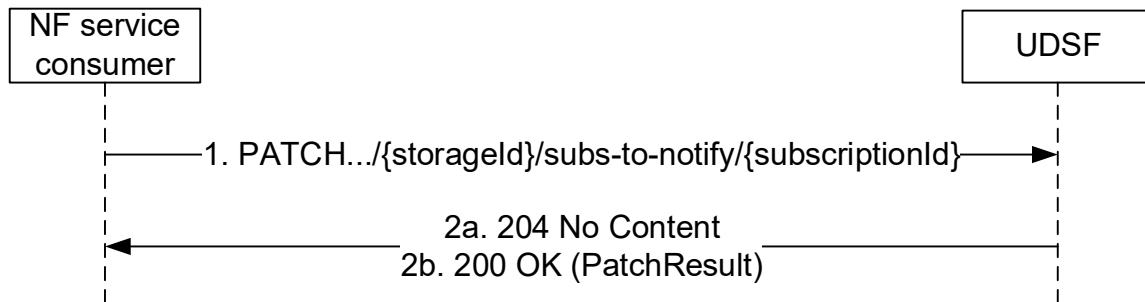 NF service
consumer
UDSF
1. PATCH.../{storageId}/subs-to-notify/{subscriptionId}
2a. 204 No Content
2b. 200 OK (PatchResult)